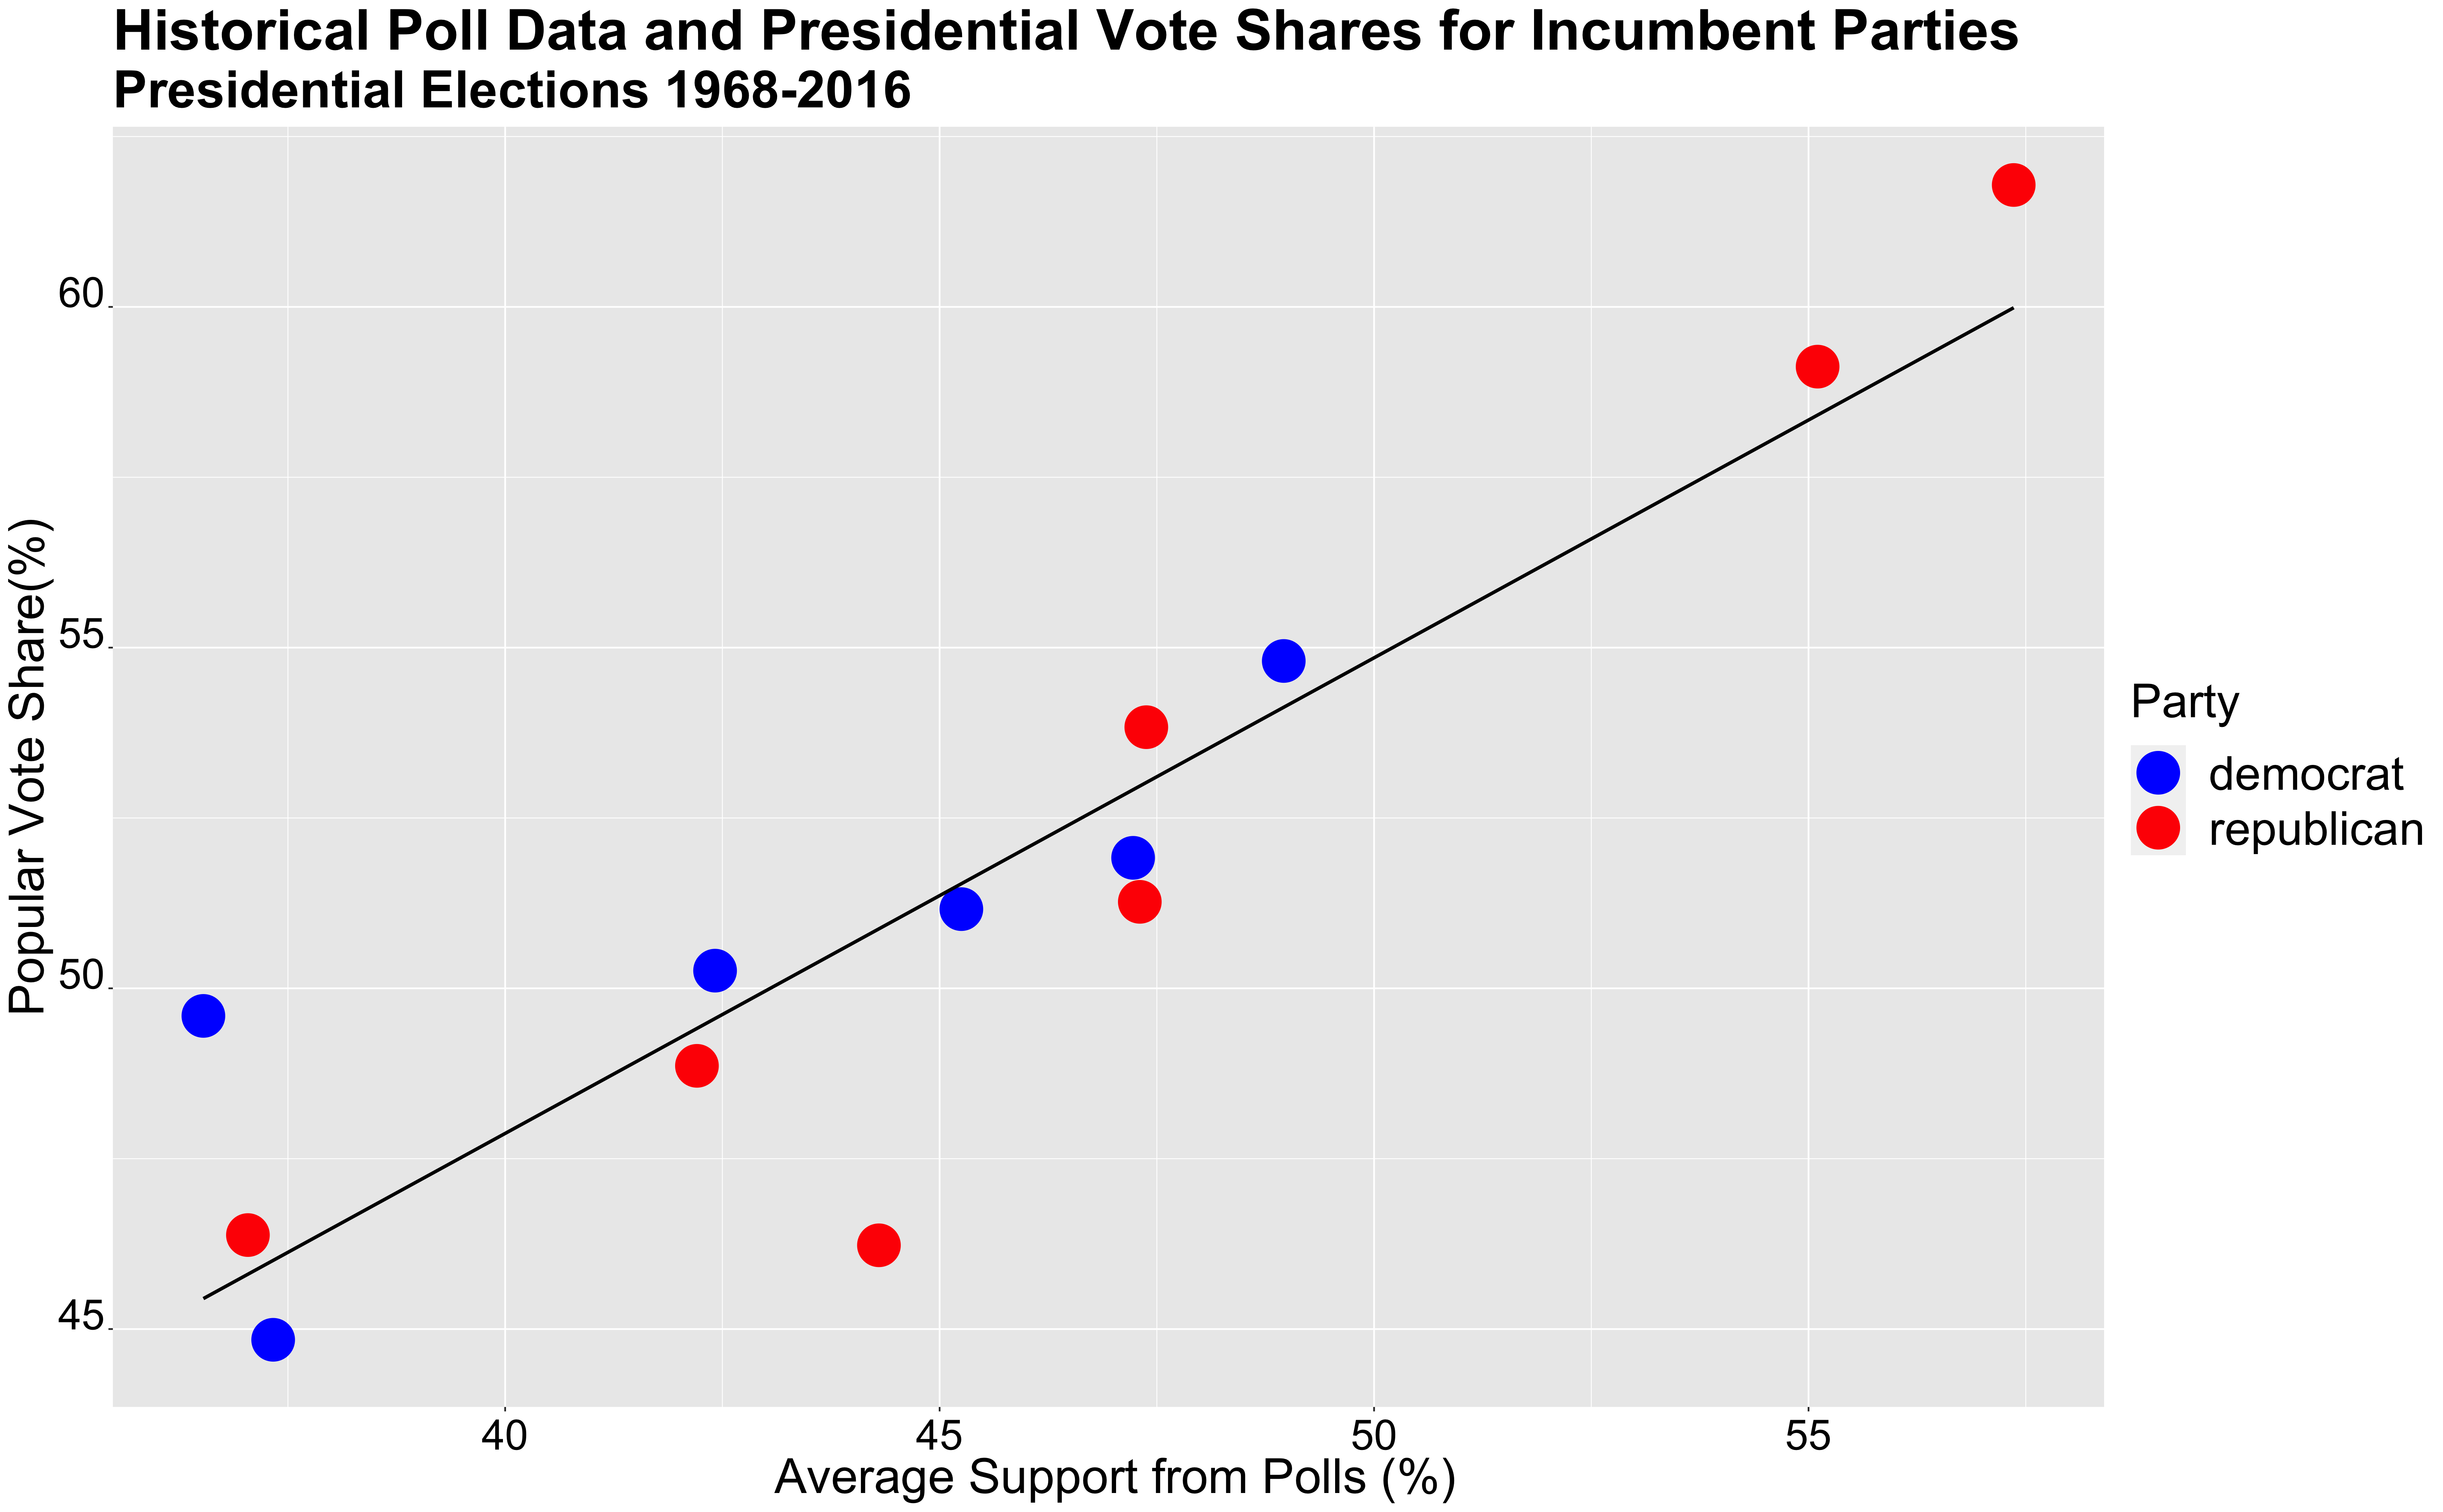 Historical Poll Data and Presidential Vote Shares for Incumbent Parties
Presidential Elections 1968-2016
Popular Vote Share(%)
60
55
50
45
40
45
50
55
Average Support from Polls (%)
Party
democrat
republican